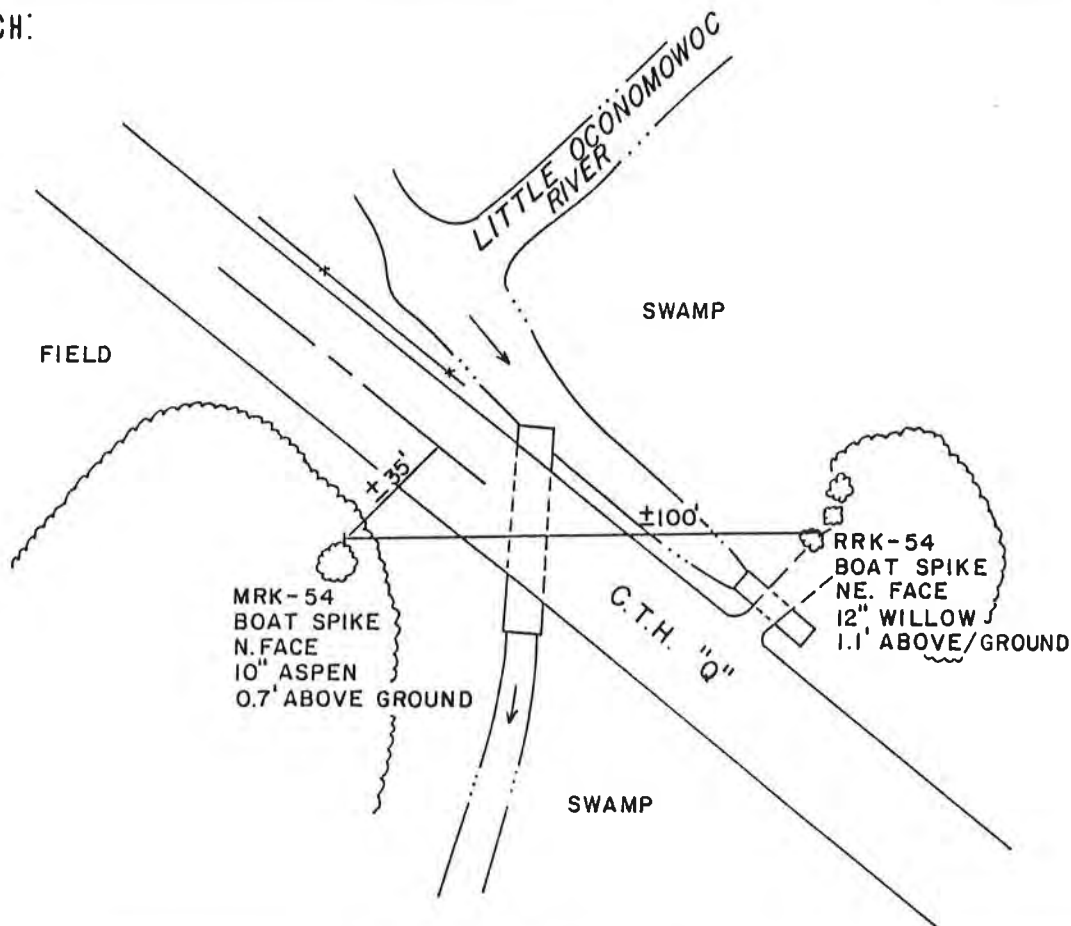 CH:
LITTLE OCONOMOWOC
RIVER
SWAMP
FIELD
±35'
±100'
RRK-54
BOAT SPIKE
NE. FACE
12" WILLOW
1.1' ABOVE/GROUND
MRK-54
BOAT SPIKE
N. FACE
10" ASPEN
0.7' ABOVE GROUND
C.T.H. "Q"
SWAMP